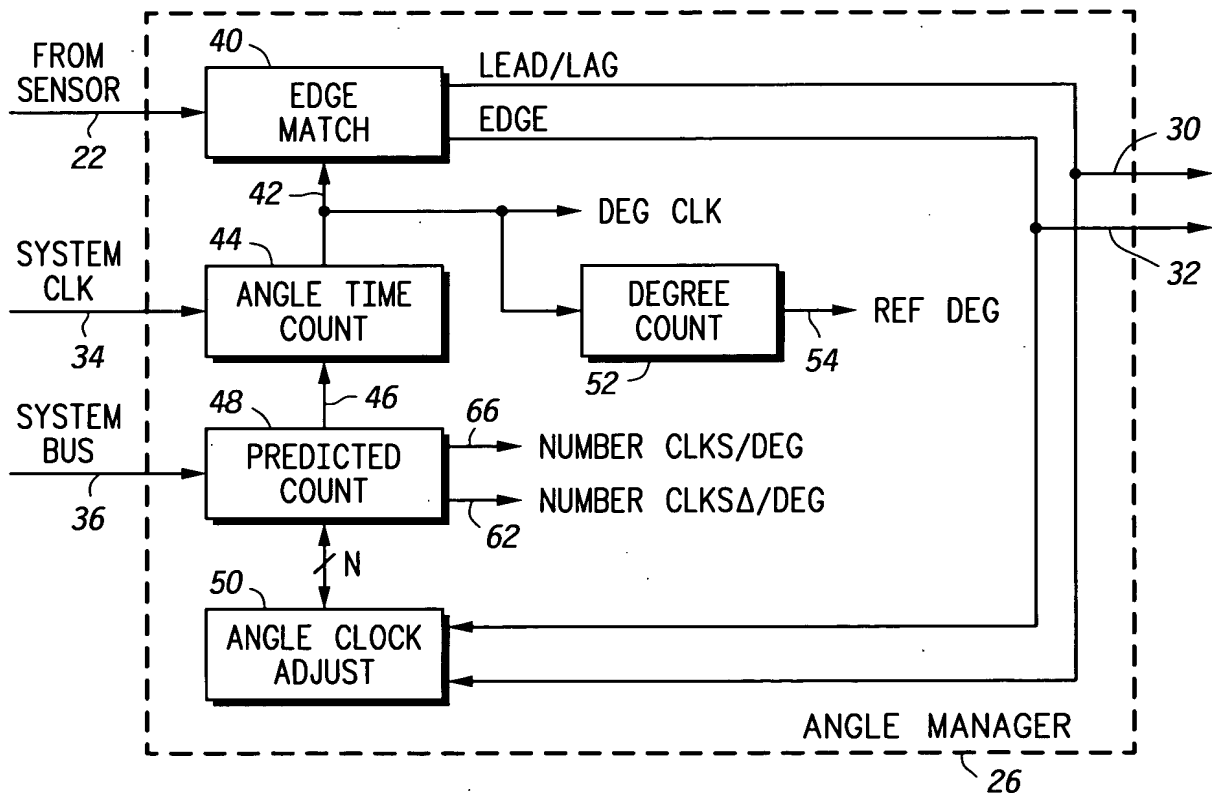 FROM
SENSOR
22
40
EDGE
MATCH
LEAD/LAG
EDGE
30
32
42
DEG CLK
SYSTEM
CLK
34
44
ANGLE TIME
COUNT
DEGREE
COUNT
52
54
REF DEG
46
SYSTEM
BUS
36
48
PREDICTED
COUNT
66
NUMBER CLKS/DEG
62
NUMBER CLKSΔ/DEG
N
50
ANGLE CLOCK
ADJUST
ANGLE MANAGER
26